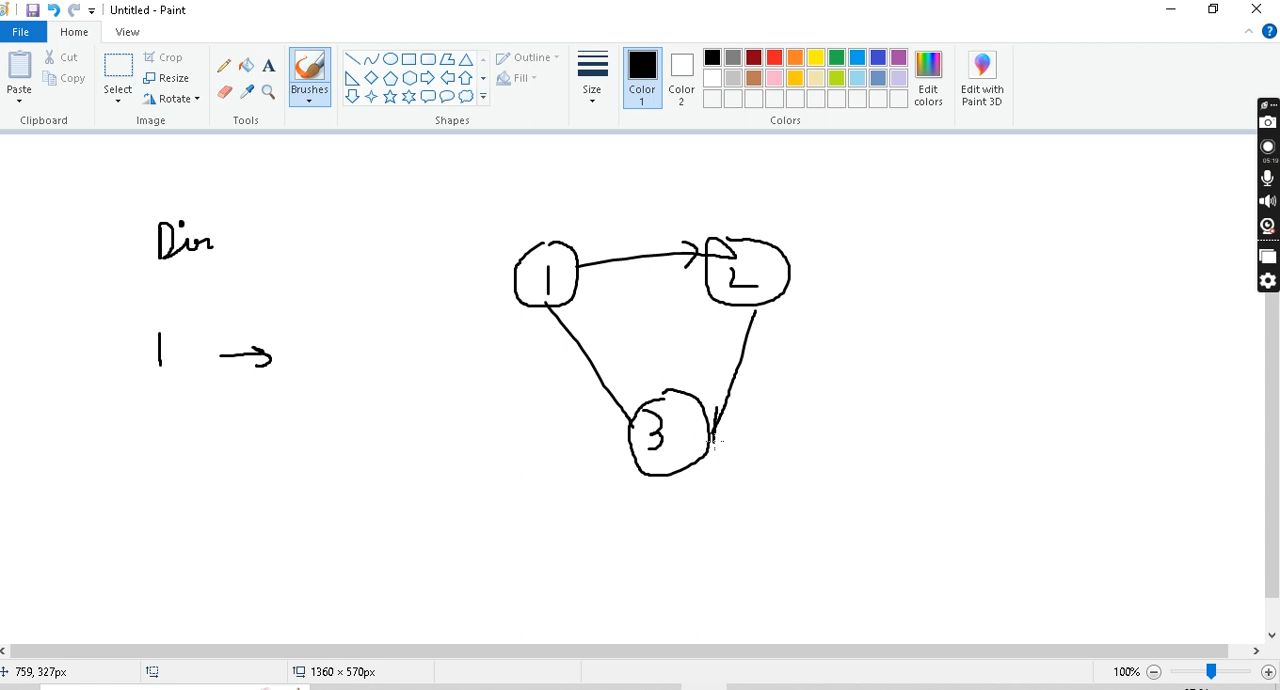 Untitled - Paint
File
Home
View
Paste
Cut
Copy
Clipboard
Select
Crop
Resize
Rotate
Image
Tools
Brushes
Outline
Fill
Shapes
Size
Color 1
Color 2
Edit colors
Edit with Paint 3D
Colors
05:19
Dir
1 →
1
2
3
759, 327px
1360 × 570px
100%